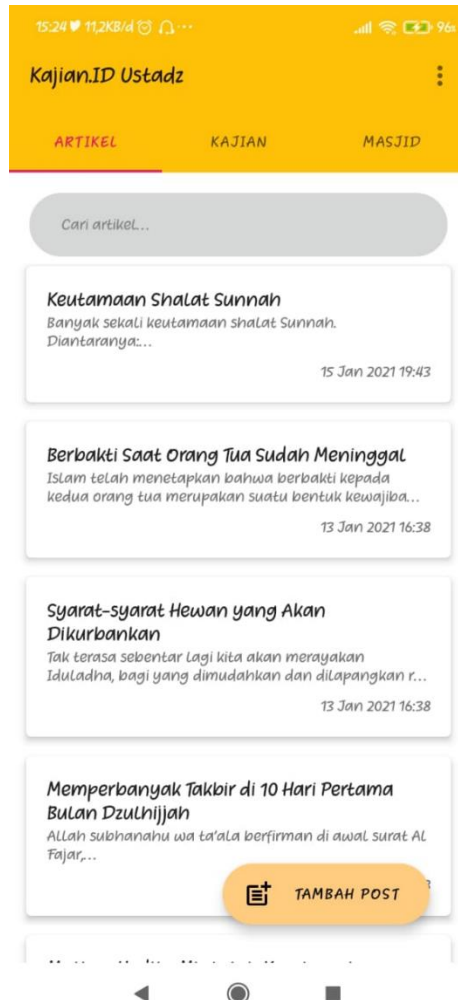 15:24 11,2KB/d ... 96
Kajian.ID Ustadz
ARTIKEL KAJIAN MASJID
Cari artikel...
Keutamaan Shalat Sunnah
Banyak sekali keutamaan shalat Sunnah.
Diantaranya:...
15 Jan 2021 19:43
Berbakti Saat Orang Tua Sudah Meninggal
Islam telah menetapkan bahwa berbakti kepada
kedua orang tua merupakan suatu bentuk kewajiba...
13 Jan 2021 16:38
Syarat-syarat Hewan yang Akan
Dikurbankan
Tak terasa sebentar lagi kita akan merayakan
Iduladha, bagi yang dimudahkan dan dilapangkan r...
13 Jan 2021 16:38
Memperbanyak Takbir di 10 Hari Pertama
Bulan Dzulhijjah
Allah subhanahu wa ta'ala berfirman di awal surat Al
Fajar,...
TAMBAH POST